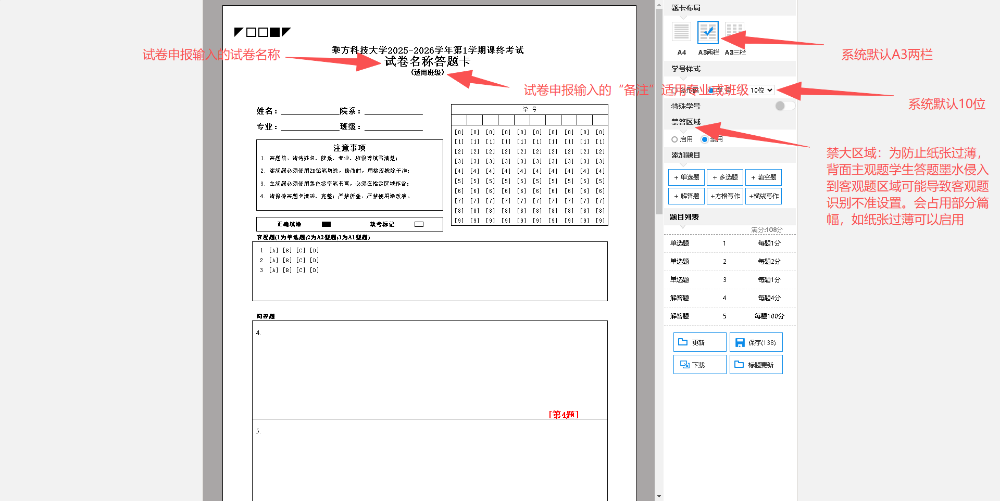 乘方科技大学2025-2026学年第1学期课终考试
试卷申报输入的试卷名称
试卷名称答题卡
(适用班级)
试卷申报输入的“备注”适用专业或班级
姓名：
院系：
专业：
班级：
注意事项
1. 答题前，请将姓名、院系、专业、班级等填写清楚；
2. 客观题必须使用2B铅笔填涂，修改时，用橡皮擦除干净；
3. 主观题必须使用黑色签字笔书写，必须在指定区域作答；
4. 请保持答题卡清洁、完整；严禁折叠，严禁使用涂改液。
正确填涂
缺考标记
学 号
[0] [0] [0] [0] [0] [0] [0] [0] [0] [0]
[1] [1] [1] [1] [1] [1] [1] [1] [1] [1]
[2] [2] [2] [2] [2] [2] [2] [2] [2] [2]
[3] [3] [3] [3] [3] [3] [3] [3] [3] [3]
[4] [4] [4] [4] [4] [4] [4] [4] [4] [4]
[5] [5] [5] [5] [5] [5] [5] [5] [5] [5]
[6] [6] [6] [6] [6] [6] [6] [6] [6] [6]
[7] [7] [7] [7] [7] [7] [7] [7] [7] [7]
[8] [8] [8] [8] [8] [8] [8] [8] [8] [8]
[9] [9] [9] [9] [9] [9] [9] [9] [9] [9]
客观题(1为单选题;2为A2型题;3为A1型题)
1 [A] [B] [C] [D]
2 [A] [B] [C] [D]
3 [A] [B] [C] [D]
简答题
4.
[第4题]
5.
题卡布局
A4
A3两栏
A3三栏
系统默认A3两栏
学号样式
10位
系统默认10位
特殊学号
禁答区域
启用
禁用
禁大区域：为防止纸张过薄，
背面主观题学生答题墨水侵入
到客观题区域可能导致客观题
识别不准设置。会占用部分篇
幅，如纸张过薄可以启用
添加题目
+ 单选题
+ 多选题
+ 填空题
+ 解答题
+方格写作
+横线写作
题目列表
满分:108分
单选题 1 每题1分
单选题 2 每题2分
单选题 3 每题1分
解答题 4 每题4分
解答题 5 每题100分
更新
保存(138)
下载
标题更新